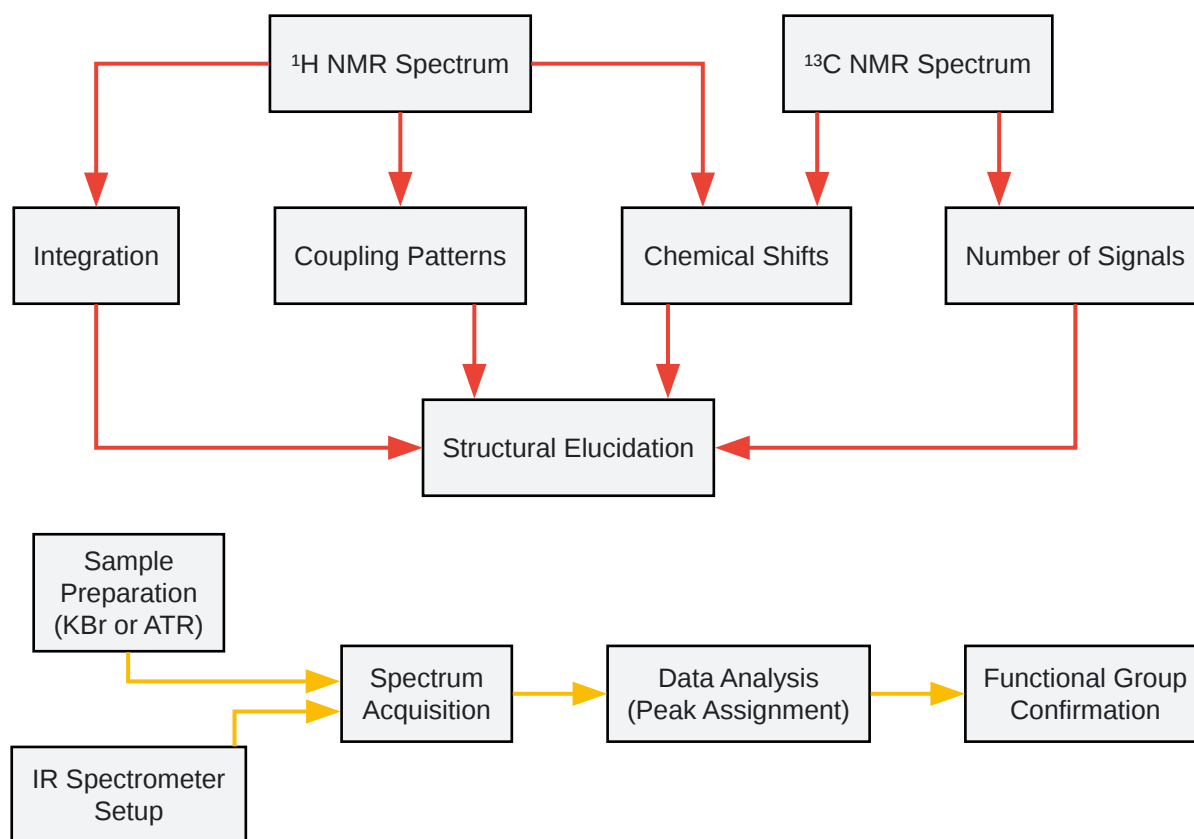 ¹H NMR Spectrum
¹³C NMR Spectrum
Integration
Coupling Patterns
Chemical Shifts
Number of Signals
Structural Elucidation
Sample
Preparation
(KBr or ATR)
Spectrum
Acquisition
Data Analysis
(Peak Assignment)
Functional Group
Confirmation
IR Spectrometer
Setup